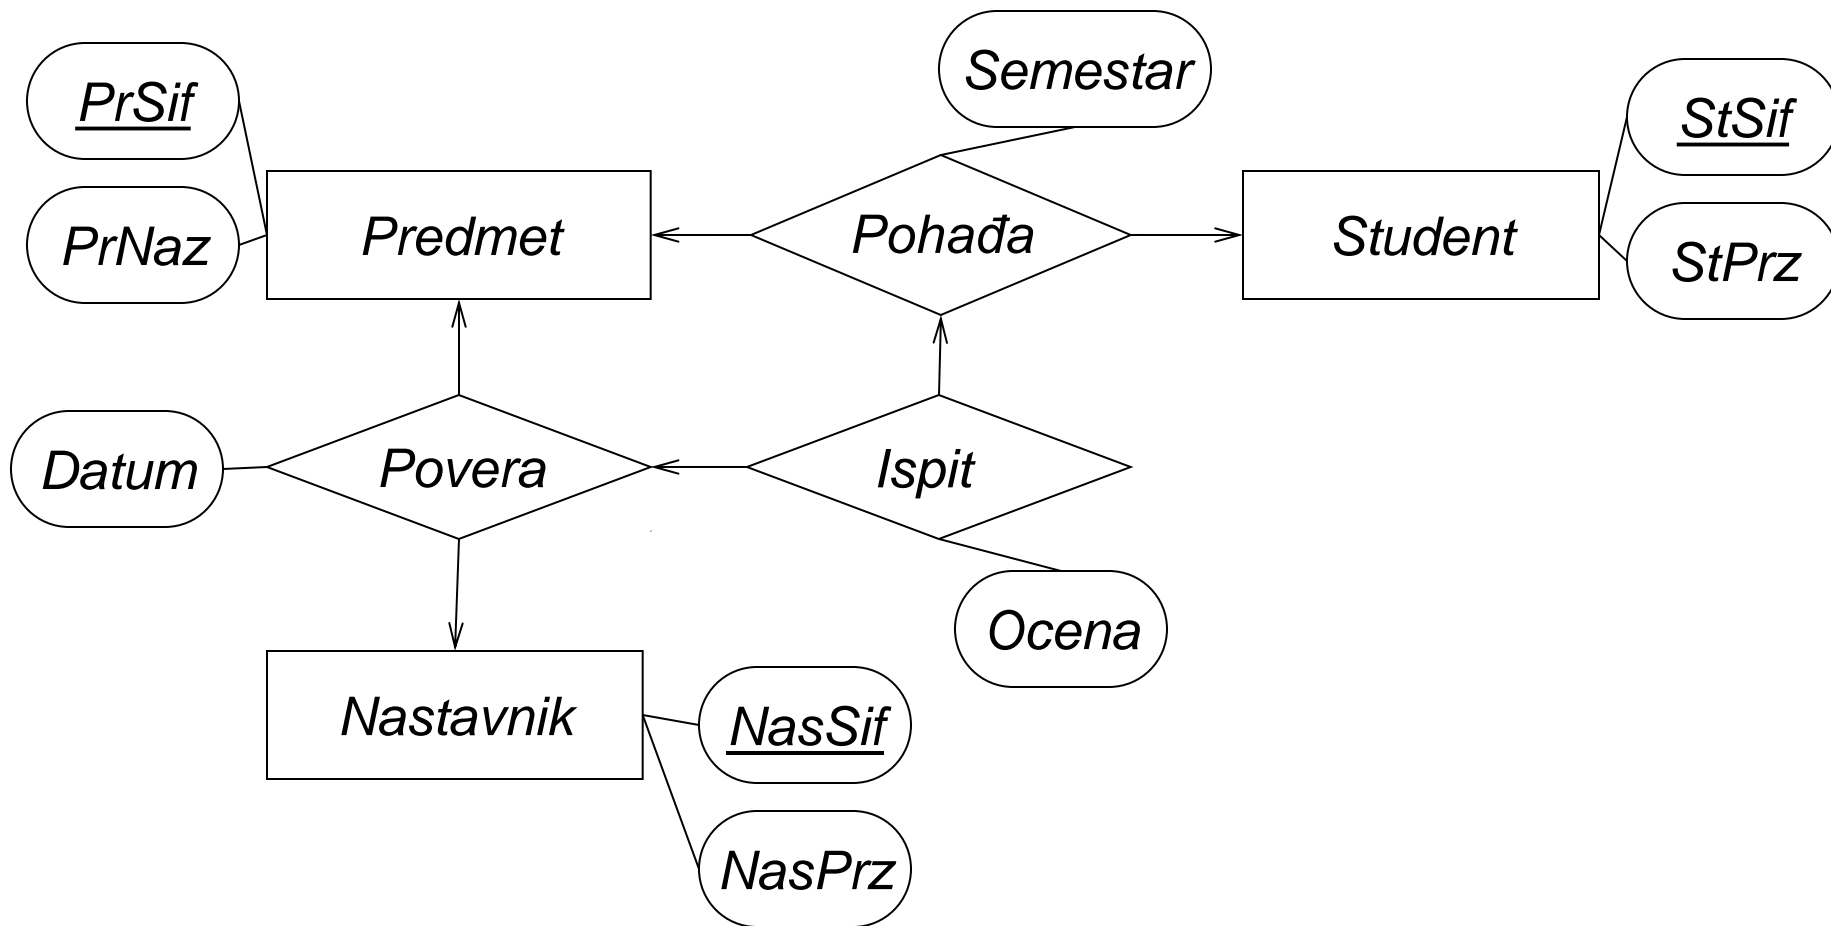 Semestar
PrSif
StSif
PrNaz
Predmet
Pohađa
Student
StPrz
Datum
Povera
Ispit
Ocena
Nastavnik
NasSif
NasPrz